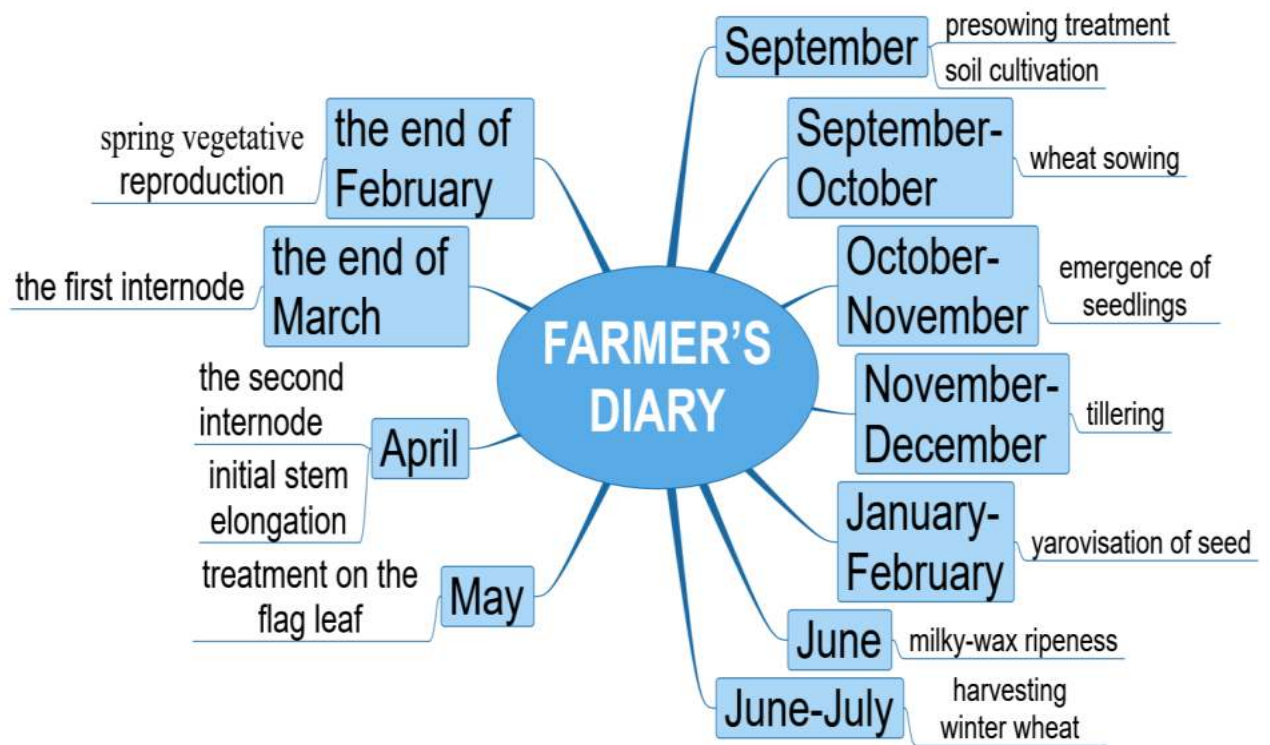 FARMER’S
DIARY
September
presowing treatment
soil cultivation
September-
October
wheat sowing
October-
November
emergence of
seedlings
November-
December
tillering
January-
February
yarovisation of seed
June
milky-wax ripeness
June-July
harvesting
winter wheat
the end of
February
spring vegetative
reproduction
the end of
March
the first internode
April
the second
internode
initial stem
elongation
May
treatment on the
flag leaf